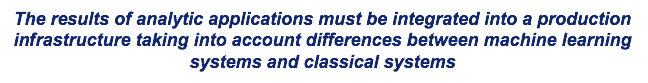 The results of analytic applications must be integrated into a production
infrastructure taking into account differences between machine learning
systems and classical systems